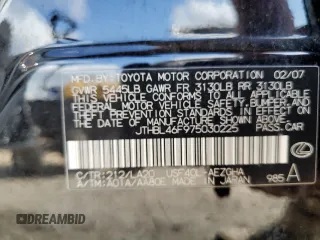 MFD. BY: TOYOTA MOTOR CORPORATION 02/07
GVWR 5445LB GAWR FR 3130LB RR 3130LB
THIS VEHICLE CONFORMS TO ALL APPLICABLE
FEDERAL MOTOR VEHICLE SAFETY, BUMPER, AND
THEFT PREVENTION STANDARDS IN EFFECT ON
THE DATE OF MANUFACTURE SHOWN ABOVE.
JTHBL46F975030225 PASS. CAR
C/TR: 212/LA20 USF40L-AEZGHA
A/TM: A01A/AA80E MADE IN JAPAN 985 A